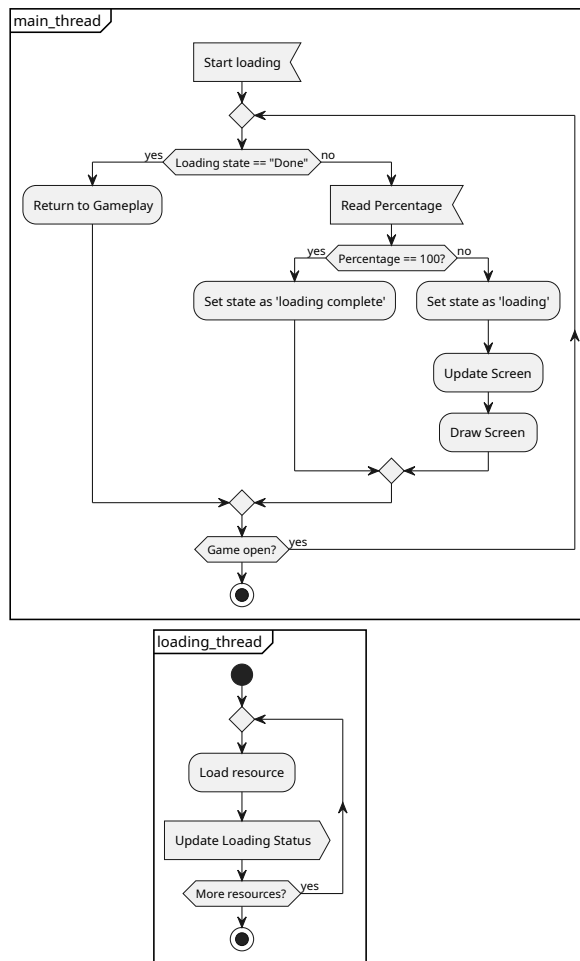 main_thread
Start loading
yes
Loading state == "Done"
no
Return to Gameplay
Read Percentage
yes
Percentage == 100?
no
Set state as 'loading complete'
Set state as 'loading'
Update Screen
Draw Screen
Game open?
yes
loading_thread
Load resource
Update Loading Status
More resources?
yes